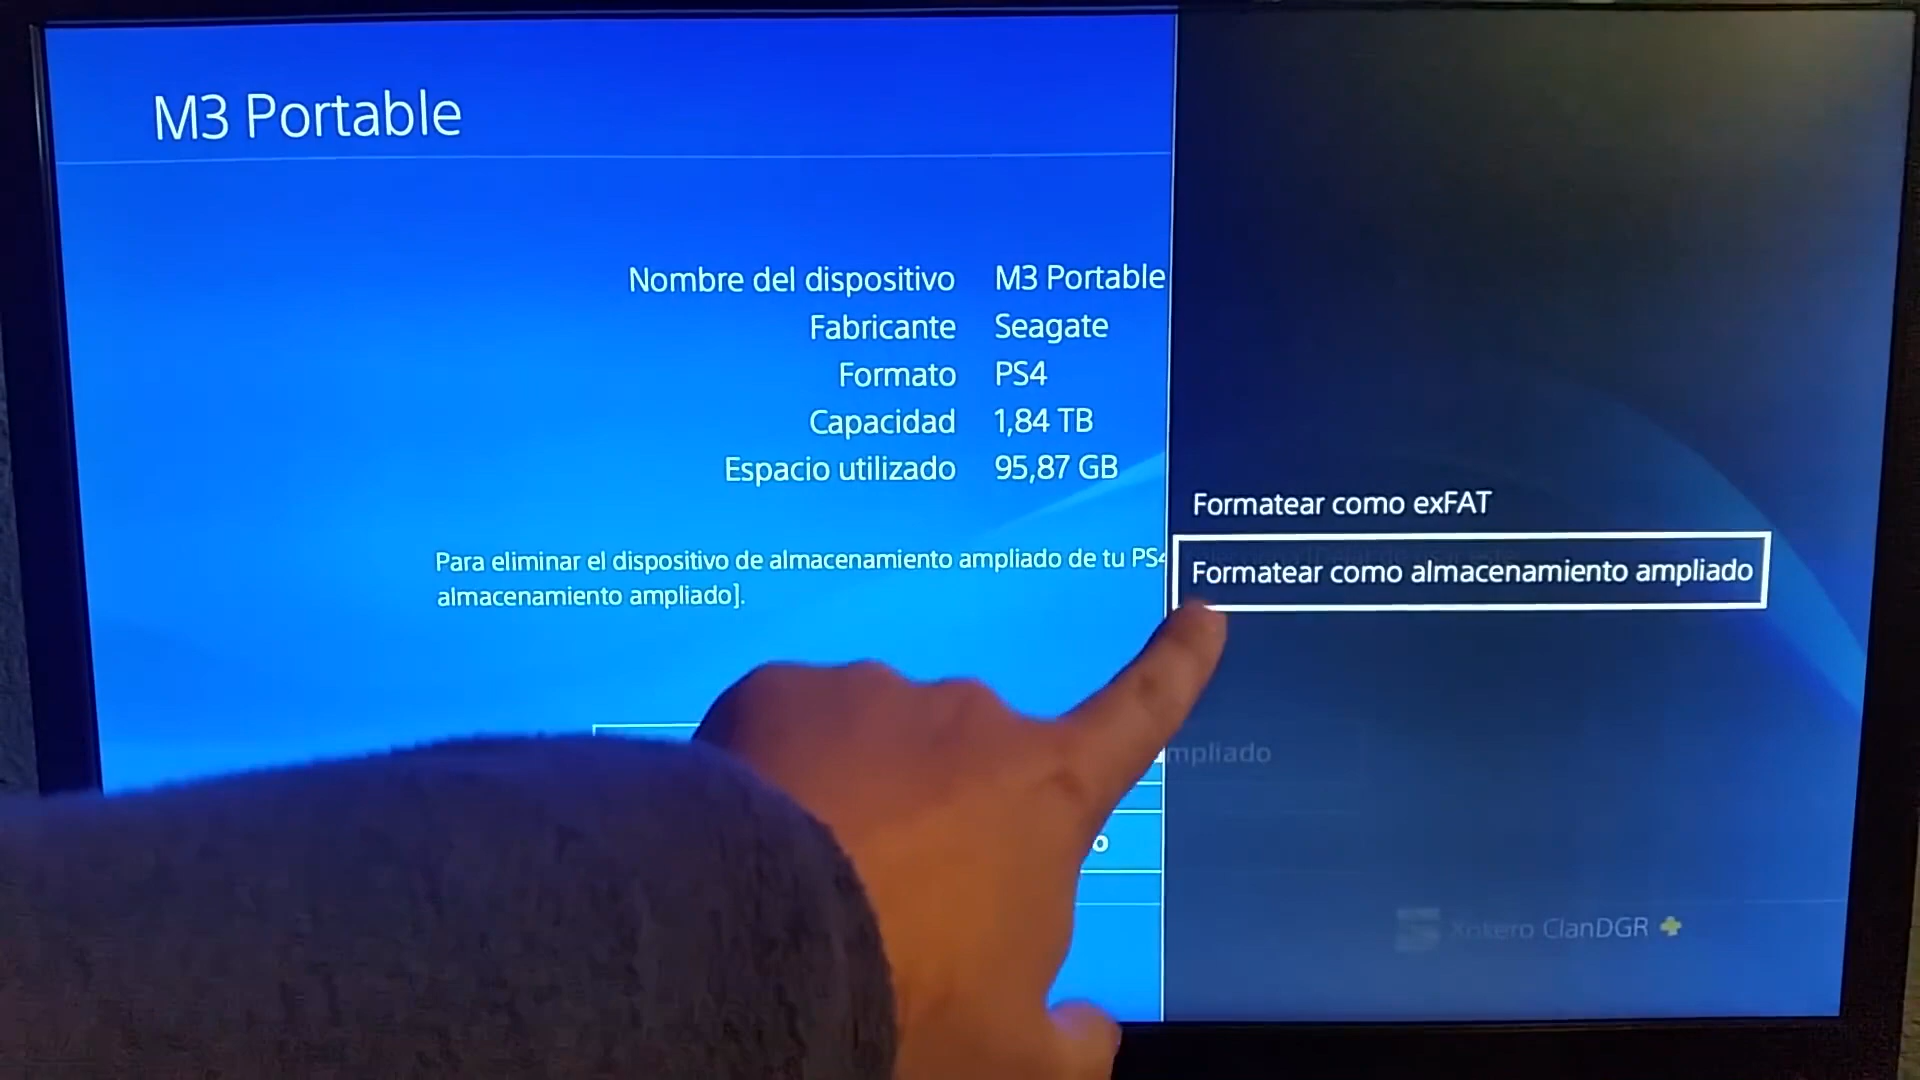 M3 Portable
Nombre del dispositivo M3 Portable
Fabricante Seagate
Formato PS4
Capacidad 1,84 TB
Espacio utilizado 95,87 GB
Para eliminar el dispositivo de almacenamiento ampliado de tu PS4
almacenamiento ampliado].
Formatear como exFAT
Formatear como almacenamiento ampliado
mpliado
o
ClanDGR